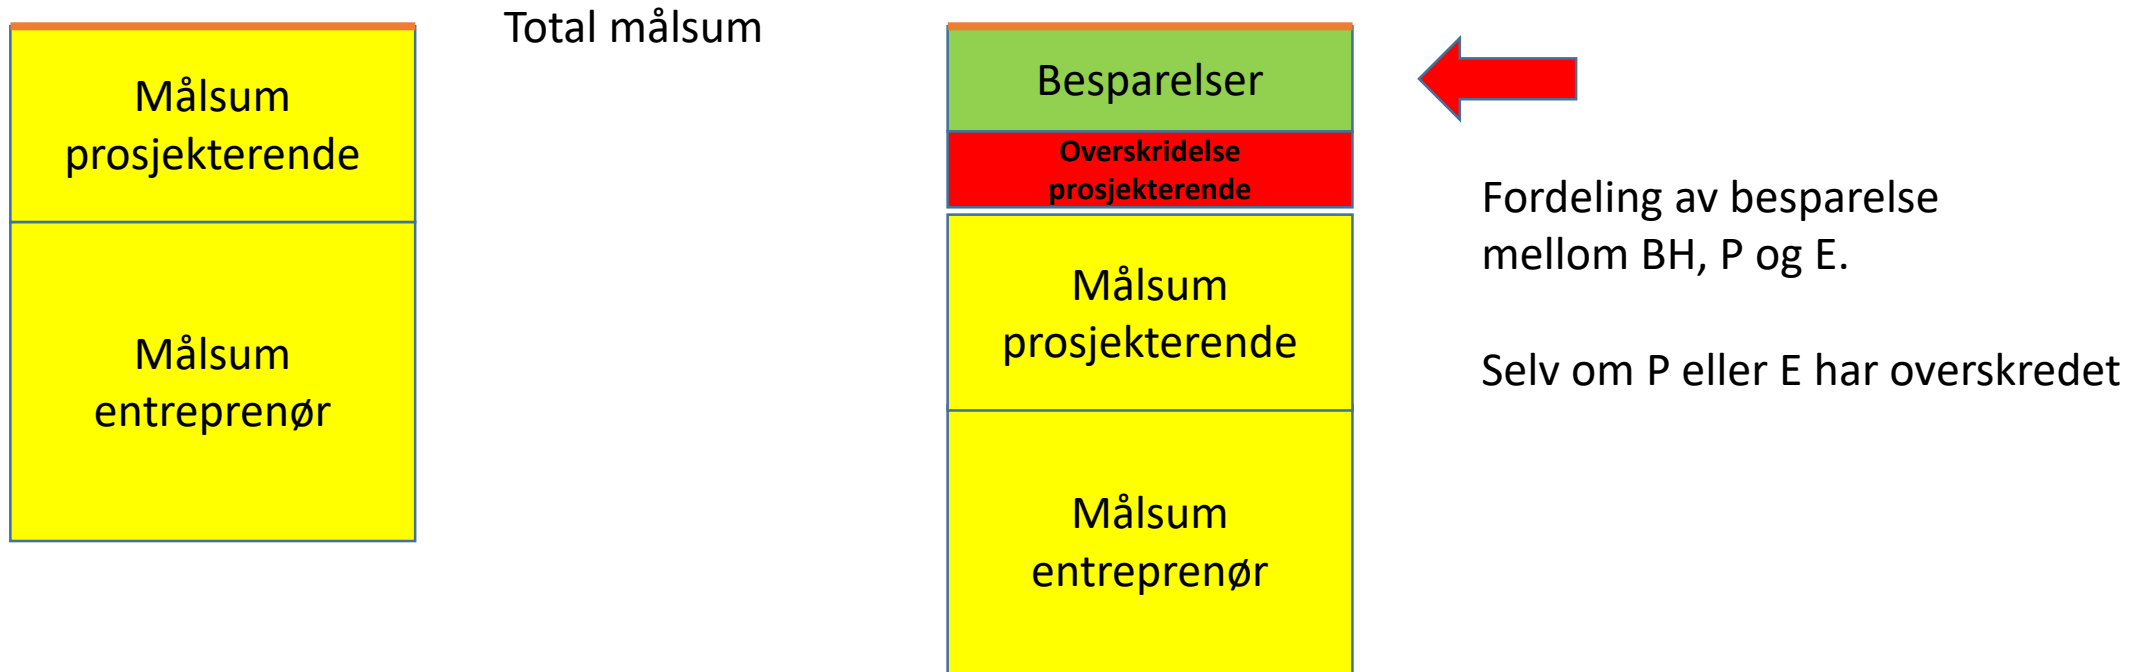 Total målsum
Målsum
prosjekterende
Målsum
entreprenør
Besparelser
Overskridelse
prosjekterende
Målsum
prosjekterende
Målsum
entreprenør
Fordeling av besparelse
mellom BH, P og E.
Selv om P eller E har overskredet